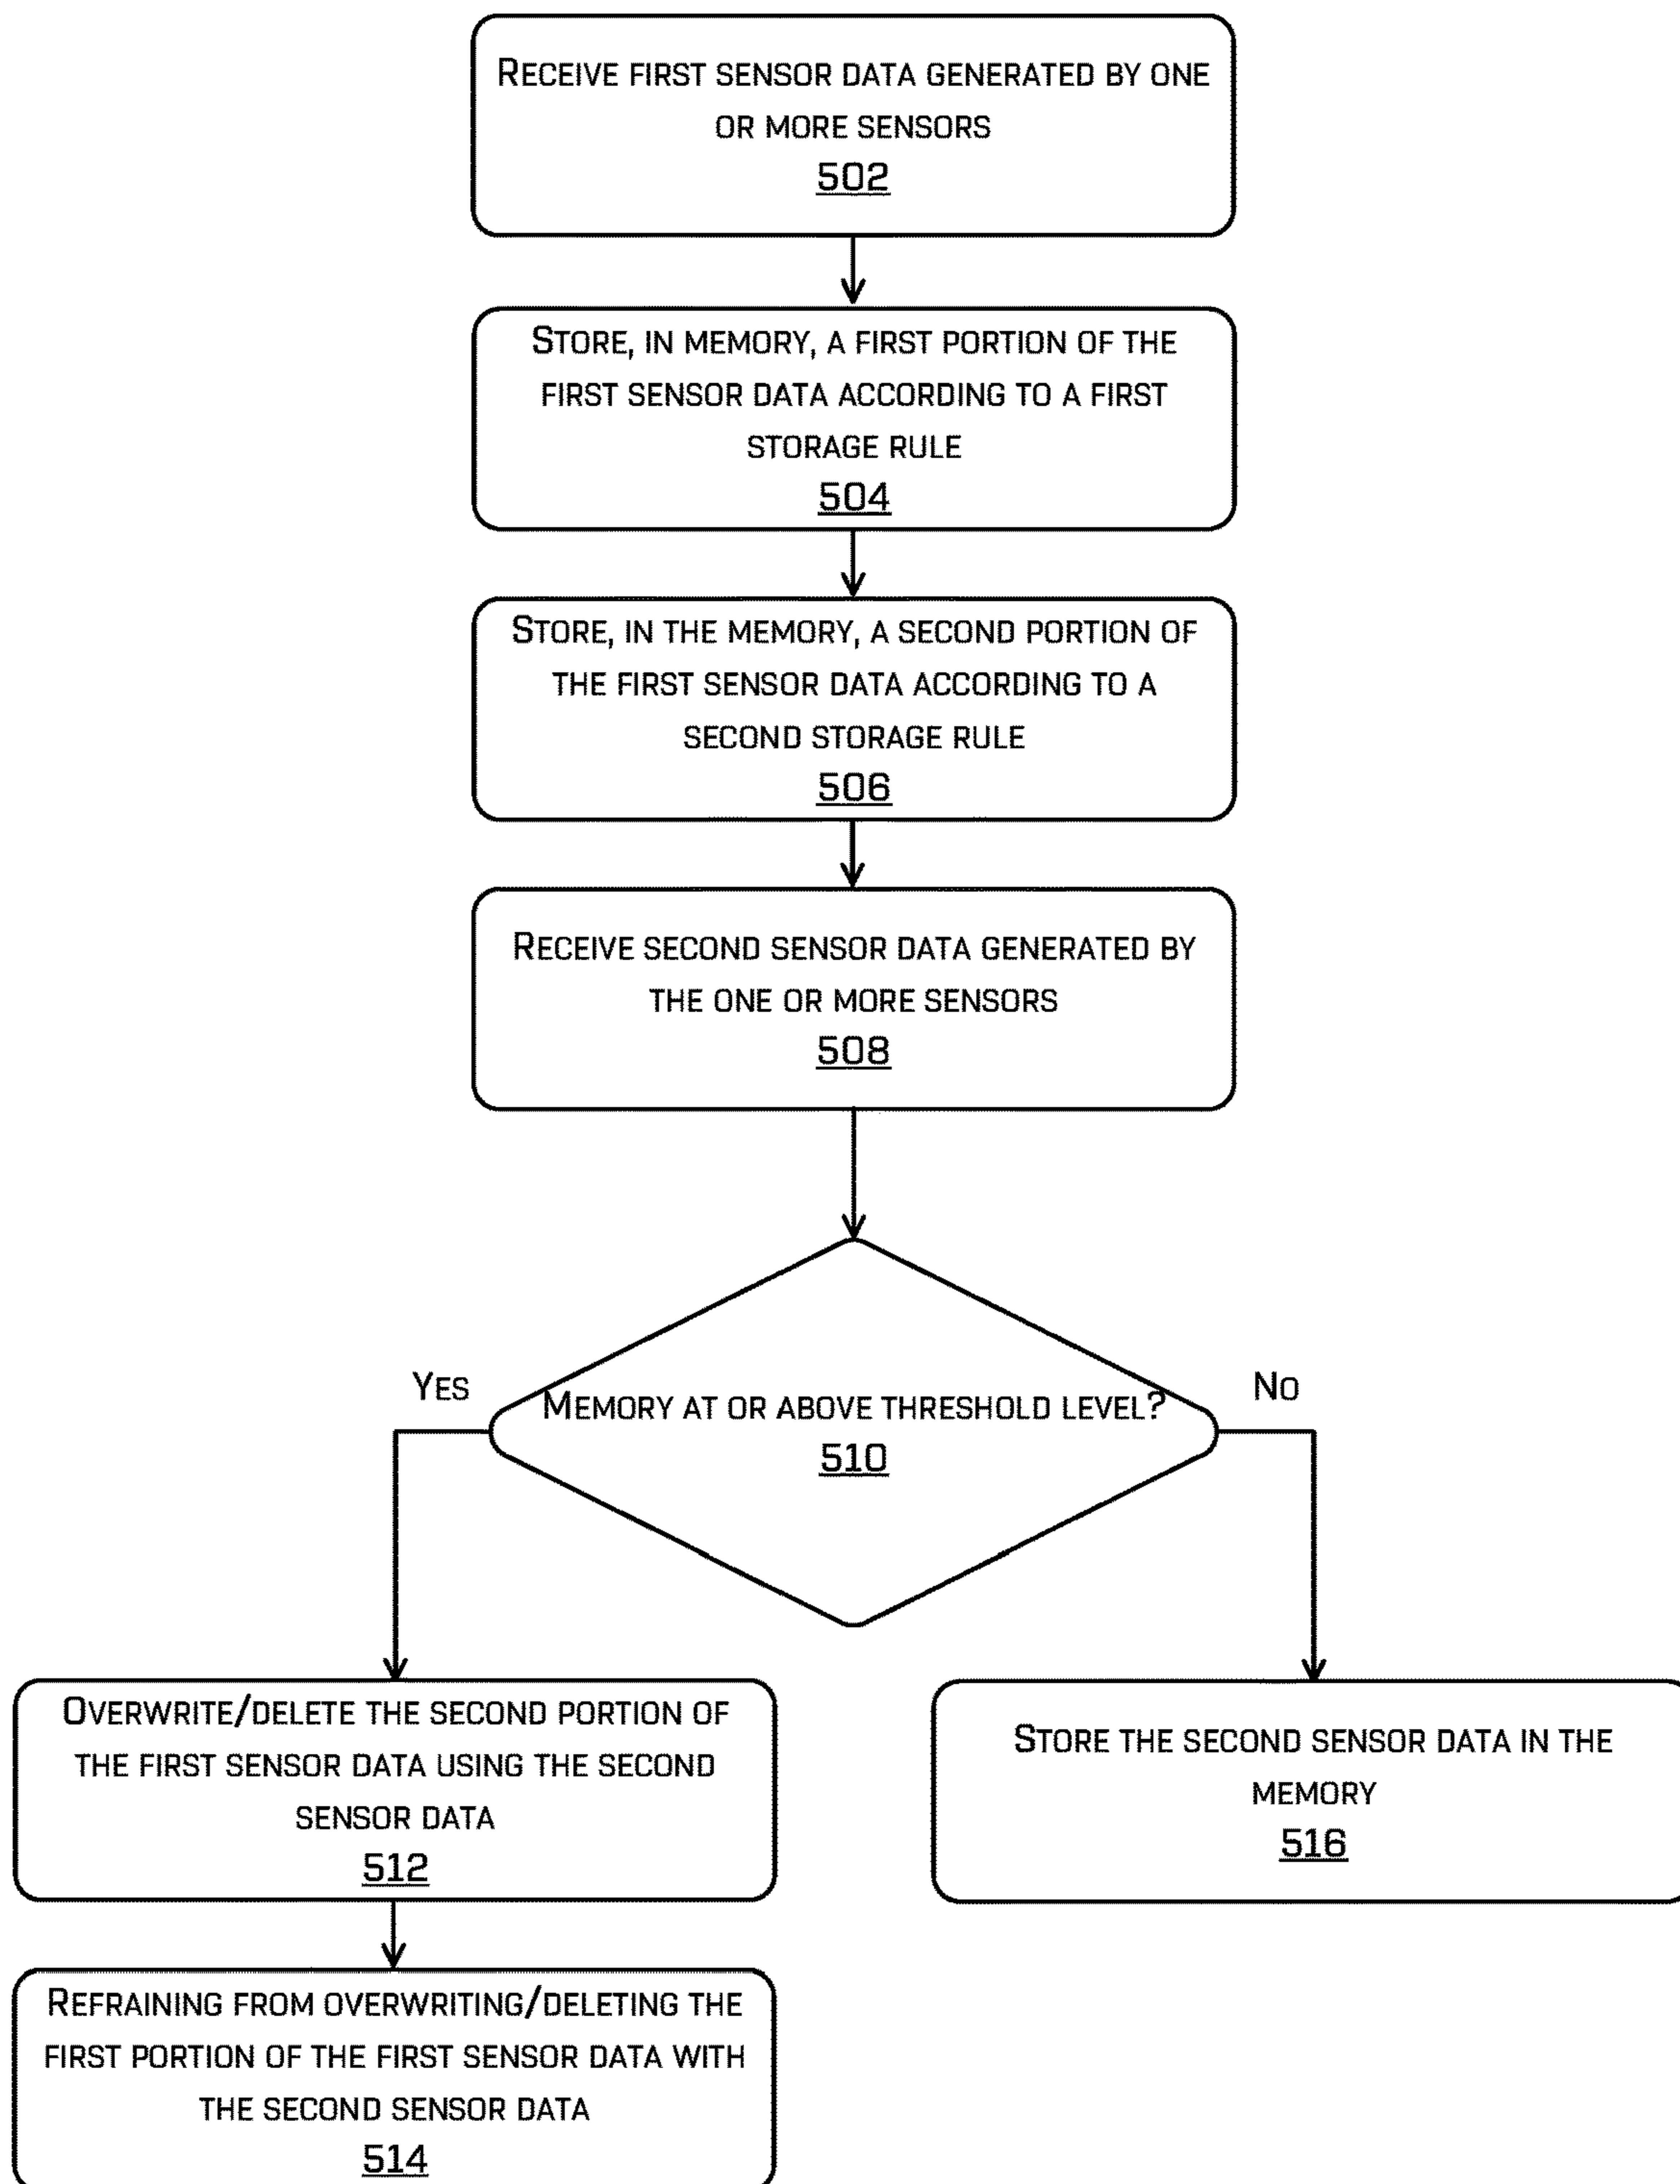 RECEIVE FIRST SENSOR DATA GENERATED BY ONE
OR MORE SENSORS
502
STORE, IN MEMORY, A FIRST PORTION OF THE
FIRST SENSOR DATA ACCORDING TO A FIRST
STORAGE RULE
504
STORE, IN THE MEMORY, A SECOND PORTION OF
THE FIRST SENSOR DATA ACCORDING TO A
SECOND STORAGE RULE
506
RECEIVE SECOND SENSOR DATA GENERATED BY
THE ONE OR MORE SENSORS
508
YES
NO
MEMORY AT OR ABOVE THRESHOLD LEVEL?
510
OVERWRITE/DELETE THE SECOND PORTION OF
THE FIRST SENSOR DATA USING THE SECOND
SENSOR DATA
512
STORE THE SECOND SENSOR DATA IN THE
MEMORY
516
REFRAINING FROM OVERWRITING/DELETING THE
FIRST PORTION OF THE FIRST SENSOR DATA WITH
THE SECOND SENSOR DATA
514